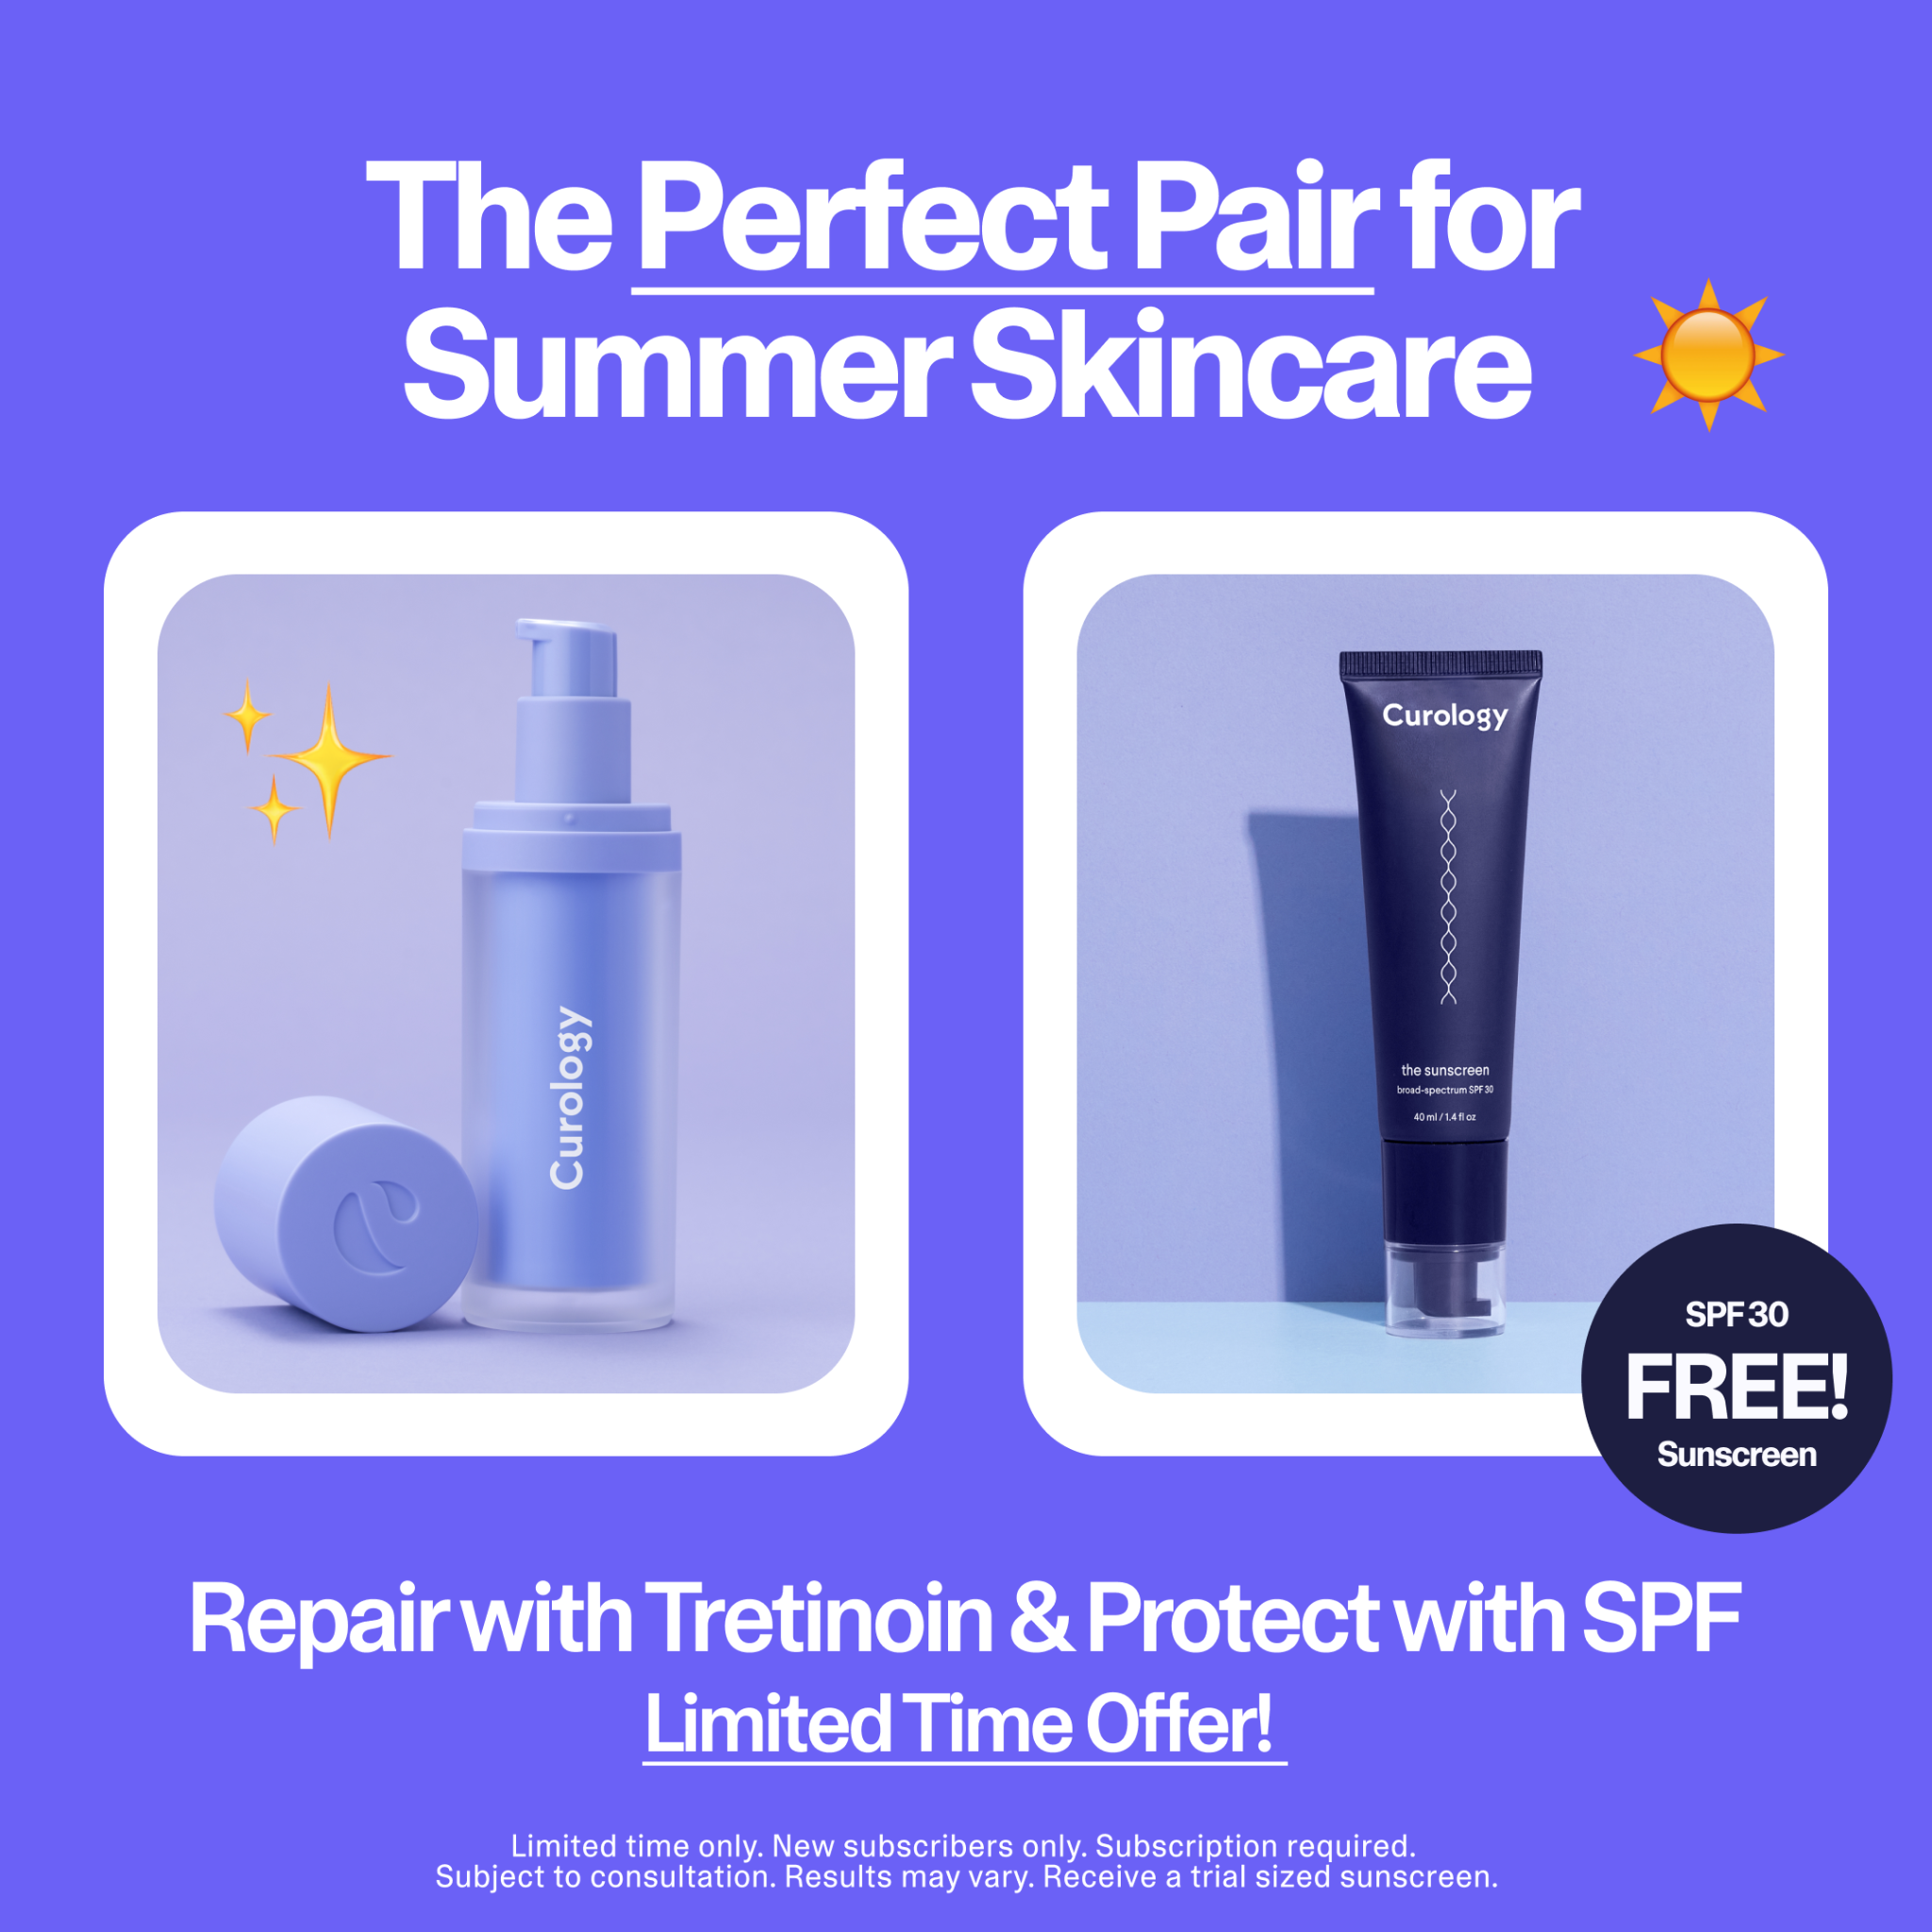 The Perfect Pair for
Summer Skincare
Curology
Curology
the sunscreen
broad-spectrum SPF 30
40 ml / 1.4 fl oz
SPF 30
FREE!
Sunscreen
Repair with Tretinoin & Protect with SPF
Limited Time Offer!
Limited time only. New subscribers only. Subscription required.
Subject to consultation. Results may vary. Receive a trial sized sunscreen.